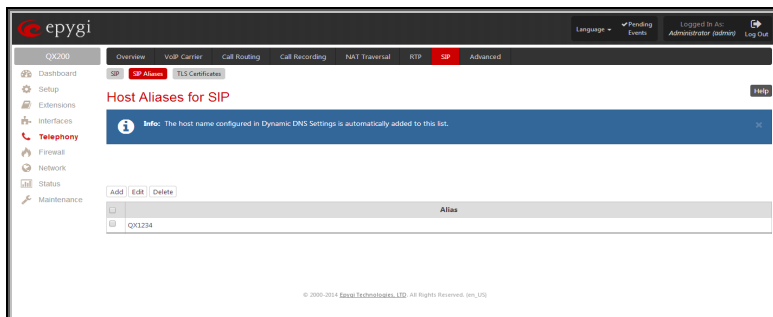 epygi
Language
Pending Events
Logged In As:
Administrator (admin)
Log Out
QX200
Overview VoIP Carrier Call Routing Call Recording NAT Traversal RTP SIP Advanced
Dashboard
Setup
Extensions
Interfaces
Telephony
Firewall
Network
Status
Maintenance
SIP SIP Aliases TLS Certificates
Host Aliases for SIP
Help
Info: The host name configured in Dynamic DNS Settings is automatically added to this list.
Add Edit Delete
Alias
QX1234
© 2000-2014 Epygi Technologies, LTD. All Rights Reserved. (en_US)